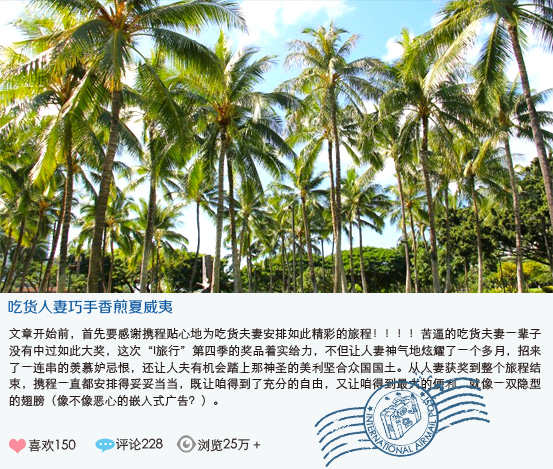 吃货人妻巧手香煎夏威夷
文章开始前，首先要感谢携程贴心地为吃货夫妻安排如此精彩的旅程！！！！苦逼的吃货夫妻一辈子
没有中过如此大奖，这次“I旅行”第四季的奖品着实给力，不但让人妻神气地炫耀了一个多月，招来
了一连串的羡慕妒忌恨，还让人夫有机会踏上那神圣的美利坚合众国国土。从人妻获奖到整个旅程结
束，携程一直都安排得妥妥当当，既让咱得到了充分的自由，又让咱得到最大的便利，就像一双隐型
的翅膀（像不像恶心的嵌入式广告？）。
喜欢150 评论228 浏览25万+
INTERNATIONAL AIRMAIL POST